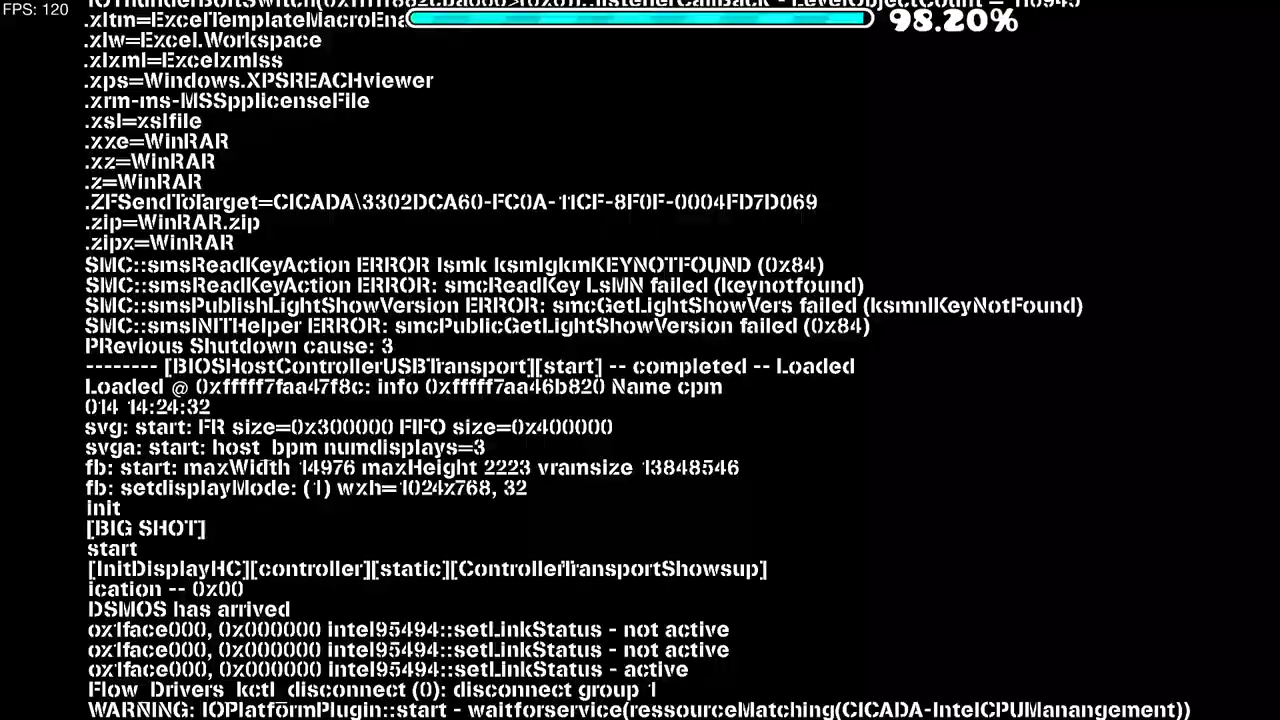 FPS: 120
98.20%
.xltm=ExcelTemplateMacroEna
.xlw=Excel.Workspace
.xlxml=Excelxmlss
.xps=Windows.XPSREACHviewer
.xrm-ms-MSSpplicenseFile
.xsl=xslfile
.xxe=WinRAR
.xz=WinRAR
.z=WinRAR
.ZFSendToTarget=CICADA\3302DCA60-FC0A-11CF-8F0F-0004FD7D069
.zip=WinRAR.zip
.zipx=WinRAR
SMC::smsReadKeyAction ERROR lsmk ksmlgkmKEYNOTFOUND (0x84)
SMC::smsReadKeyAction ERROR: smcReadKey LsMN failed (keynotfound)
SMC::smsPublishLightShowVersion ERROR: smcGetLightShowVers failed (ksmnlKeyNotFound)
SMC::smsINITHelper ERROR: smcPublicGetLightShowVersion failed (0x84)
PRevious Shutdown cause: 3
-------- [BIOSHostControllerUSBTransport][start] -- completed -- Loaded
Loaded @ 0xfffff7faa47f8c: info 0xfffff7aa46b820 Name cpm
014 14:24:32
svg: start: FR size=0x300000 FIFO size=0x400000
svga: start: host_bpm numdisplays=3
fb: start: maxWidth 14976 maxHeight 2223 vramsize 13848546
fb: setdisplayMode: (1) wxh=1024x768, 32
Init
[BIG SHOT]
start
[InitDisplayHC][controller][static][ControllerTransportShowsup]
ication -- 0x00
DSMOS has arrived
ox1face000, 0x000000 intel95494::setLinkStatus - not active
ox1face000, 0x000000 intel95494::setLinkStatus - not active
ox1face000, 0x000000 intel95494::setLinkStatus - active
Flow_Drivers_kctl_disconnect (0): disconnect group 1
WARNING: IOPlatformPlugin::start - waitforservice(ressourceMatching(CICADA-IntelCPUManangement))